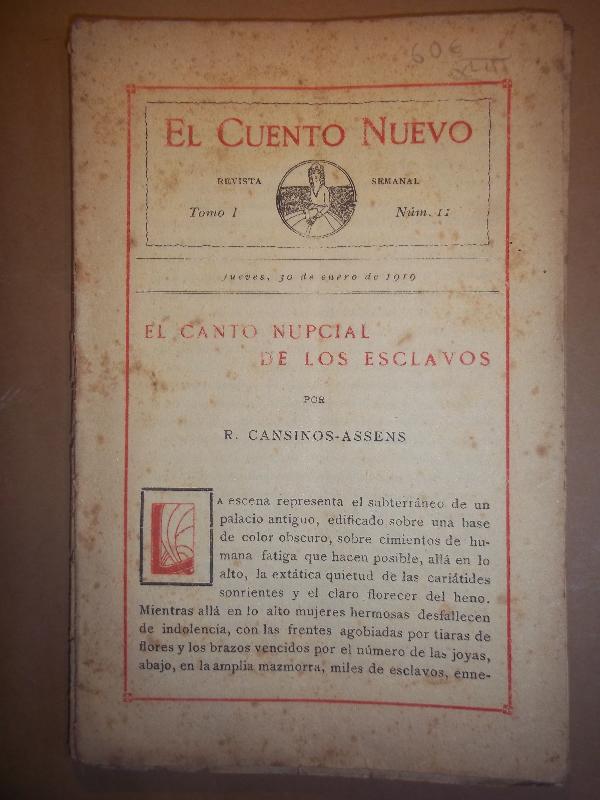 60€
XLIII
EL CUENTO NUEVO
REVISTA SEMANAL
Tomo I Núm. 11
Jueves, 30 de enero de 1919
EL CANTO NUPCIAL
DE LOS ESCLAVOS
POR
R. CANSINOS-ASSENS
LA escena representa el subterráneo de un
palacio antiguo, edificado sobre una base
de color obscuro, sobre cimientos de hu-
mana fatiga que hacen posible, allá en lo
alto, la extática quietud de las cariátides
sonrientes y el claro florecer del heno.
Mientras allá en lo alto mujeres hermosas desfallecen
de indolencia, con las frentes agobiadas por tiaras de
flores y los brazos vencidos por el número de las joyas,
abajo, en la amplia mazmorra, miles de esclavos, enne-